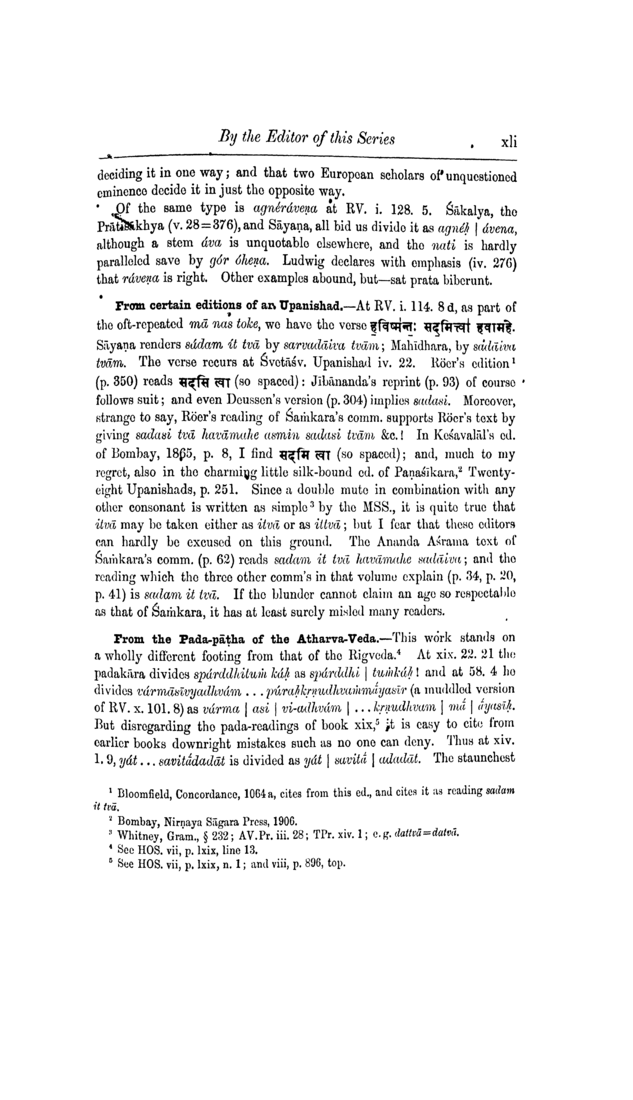 By the Editor of this Series xli
deciding it in one way; and that two European scholars of unquestioned
eminence decide it in just the opposite way.
Of the same type is agnéráveṇa at RV. i. 128. 5. Śākalya, the
Prātiśākhya (v. 28=376), and Sāyaṇa, all bid us divide it as agnéḥ | ávena,
although a stem áva is unquotable elsewhere, and the nati is hardly
paralleled save by gór óheṇa. Ludwig declares with emphasis (iv. 276)
that ráveṇa is right. Other examples abound, but—sat prata biberunt.
From certain editions of an Upanishad.—At RV. i. 114. 8 d, as part of
the oft-repeated mā́ nas toke, we have the verse ह॒विष्म॑न्तः॒ सद॒मित्त्वा॑ हवामहे.
Sāyaṇa renders sádam ít tvā by sarvadāiva tvām; Mahīdhara, by sadāiva
tvām. The verse recurs at Śvetāśv. Upanishad iv. 22. Röer's edition¹
(p. 350) reads सदसि त्वा (so spaced): Jibānanda's reprint (p. 93) of course
follows suit; and even Deussen's version (p. 304) implies sadasi. Moreover,
strange to say, Röer's reading of Śaṁkara's comm. supports Röer's text by
giving sadasi tvā havāmahe asmin sadasi tvām &c.! In Keśavalāl's ed.
of Bombay, 1865, p. 8, I find सदमि त्वा (so spaced); and, much to my
regret, also in the charming little silk-bound ed. of Paṇaśīkara,² Twenty-
eight Upanishads, p. 251. Since a double mute in combination with any
other consonant is written as simple³ by the MSS., it is quite true that
itvā may be taken either as itvā or as ittvā; but I fear that these editors
can hardly be excused on this ground. The Ananda Aśrama text of
Śaṁkara's comm. (p. 62) reads sadam it tvā havāmahe sadāiva; and the
reading which the three other comm's in that volume explain (p. 34, p. 20,
p. 41) is sadam it tvā. If the blunder cannot claim an age so respectable
as that of Śaṁkara, it has at least surely misled many readers.
From the Pada-pāṭha of the Atharva-Veda.—This work stands on
a wholly different footing from that of the Rigveda.⁴ At xix. 22. 21 the
padakāra divides spárddhituṁ káḥ as spárddhi | tuṁkáḥ! and at 58. 4 he
divides vármāsīvyadhvám ... púraḥkṛṇudhvaṁmā́yasīr (a muddled version
of RV. x. 101. 8) as várma | asi | vi-adhvám | ... kṛṇudhvam | mā́ | áyasīḥ.
But disregarding the pada-readings of book xix,⁵ it is easy to cite from
earlier books downright mistakes such as no one can deny. Thus at xiv.
1. 9, yát ... savitā́dadāt is divided as yát | savitā́ | adadāt. The staunchest
¹ Bloomfield, Concordance, 1064 a, cites from this ed., and cites it as reading sadam
it tvā.
² Bombay, Nirṇaya Sāgara Press, 1906.
³ Whitney, Gram., § 232; AV.Pr. iii. 28; TPr. xiv. 1; e.g. dattvā=datvā.
⁴ See HOS. vii, p. lxix, line 13.
⁵ See HOS. vii, p. lxix, n. 1; and viii, p. 896, top.